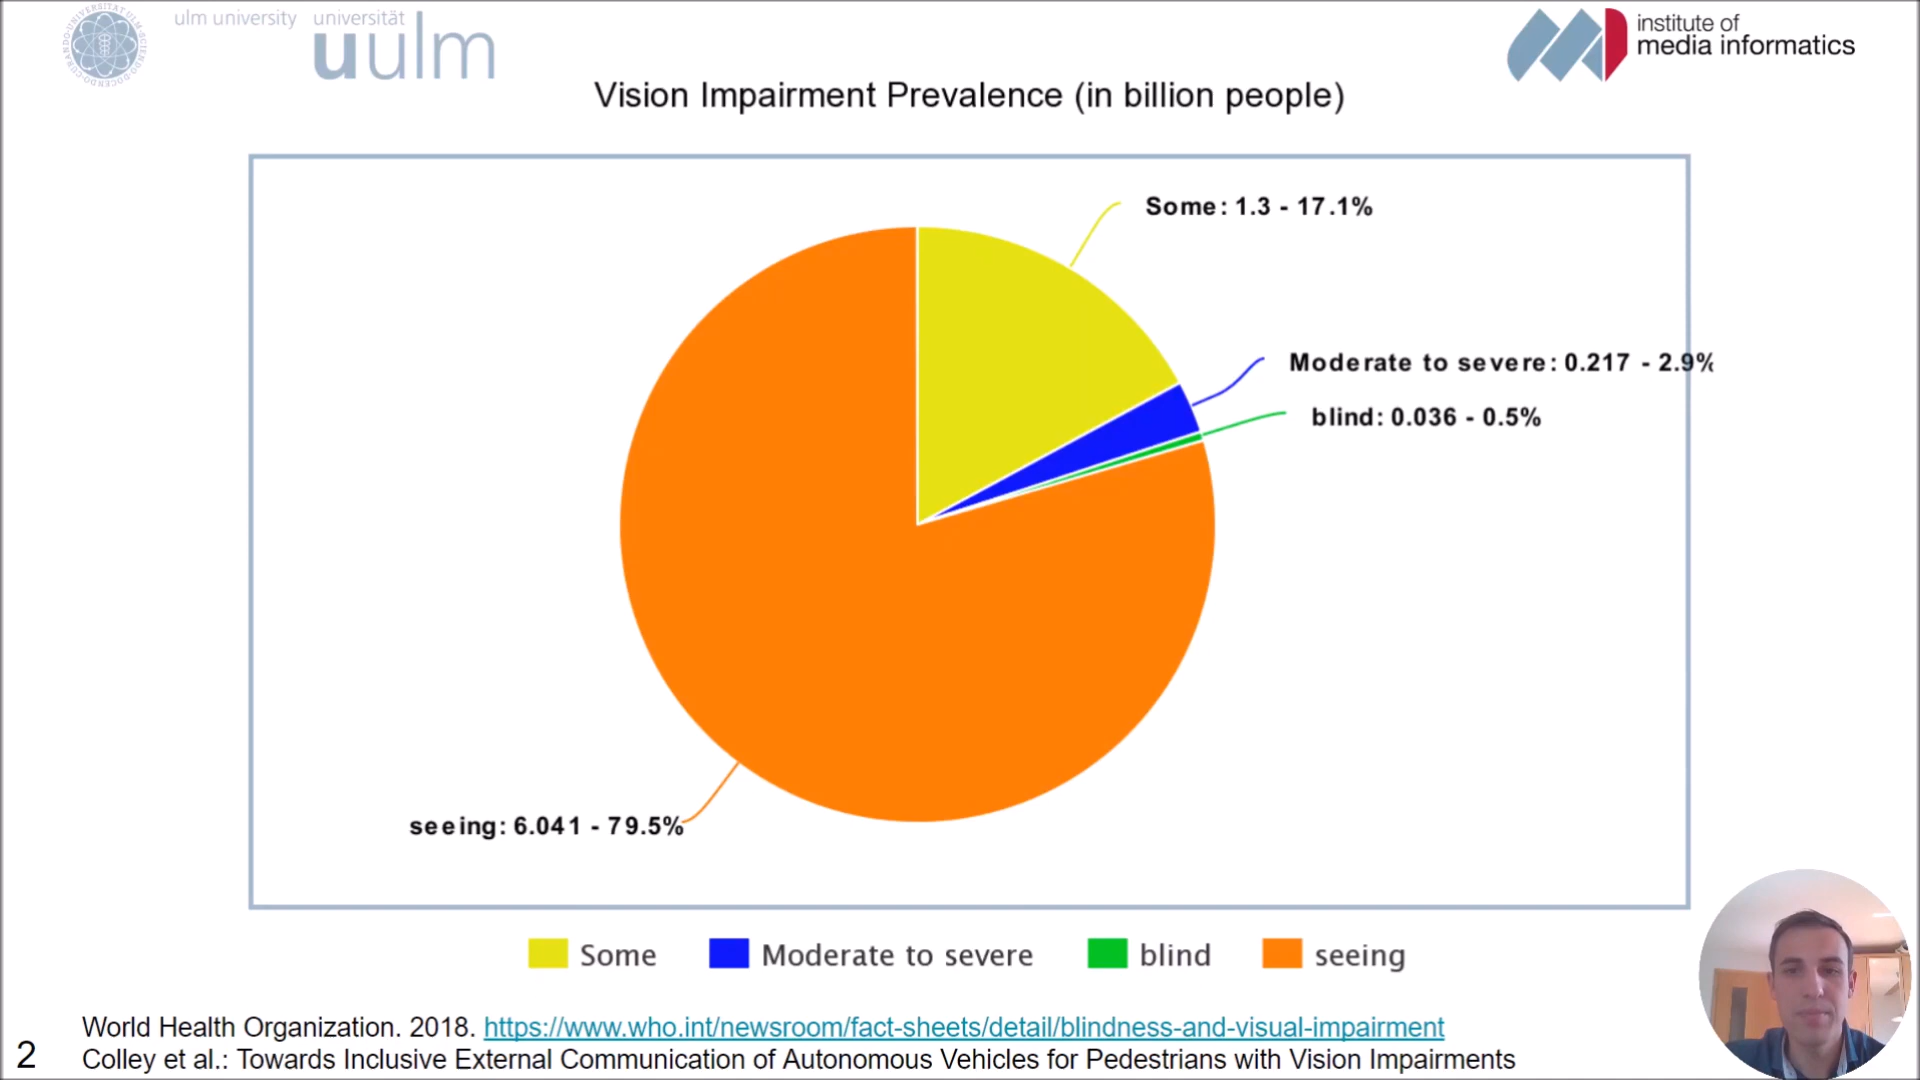 ulm university universität
uulm
institute of
media informatics
Vision Impairment Prevalence (in billion people)
Some: 1.3 - 17.1%
Moderate to severe: 0.217 - 2.9%
blind: 0.036 - 0.5%
seeing: 6.041 - 79.5%
Some Moderate to severe blind seeing
World Health Organization. 2018. https://www.who.int/newsroom/fact-sheets/detail/blindness-and-visual-impairment
2 Colley et al.: Towards Inclusive External Communication of Autonomous Vehicles for Pedestrians with Vision Impairments